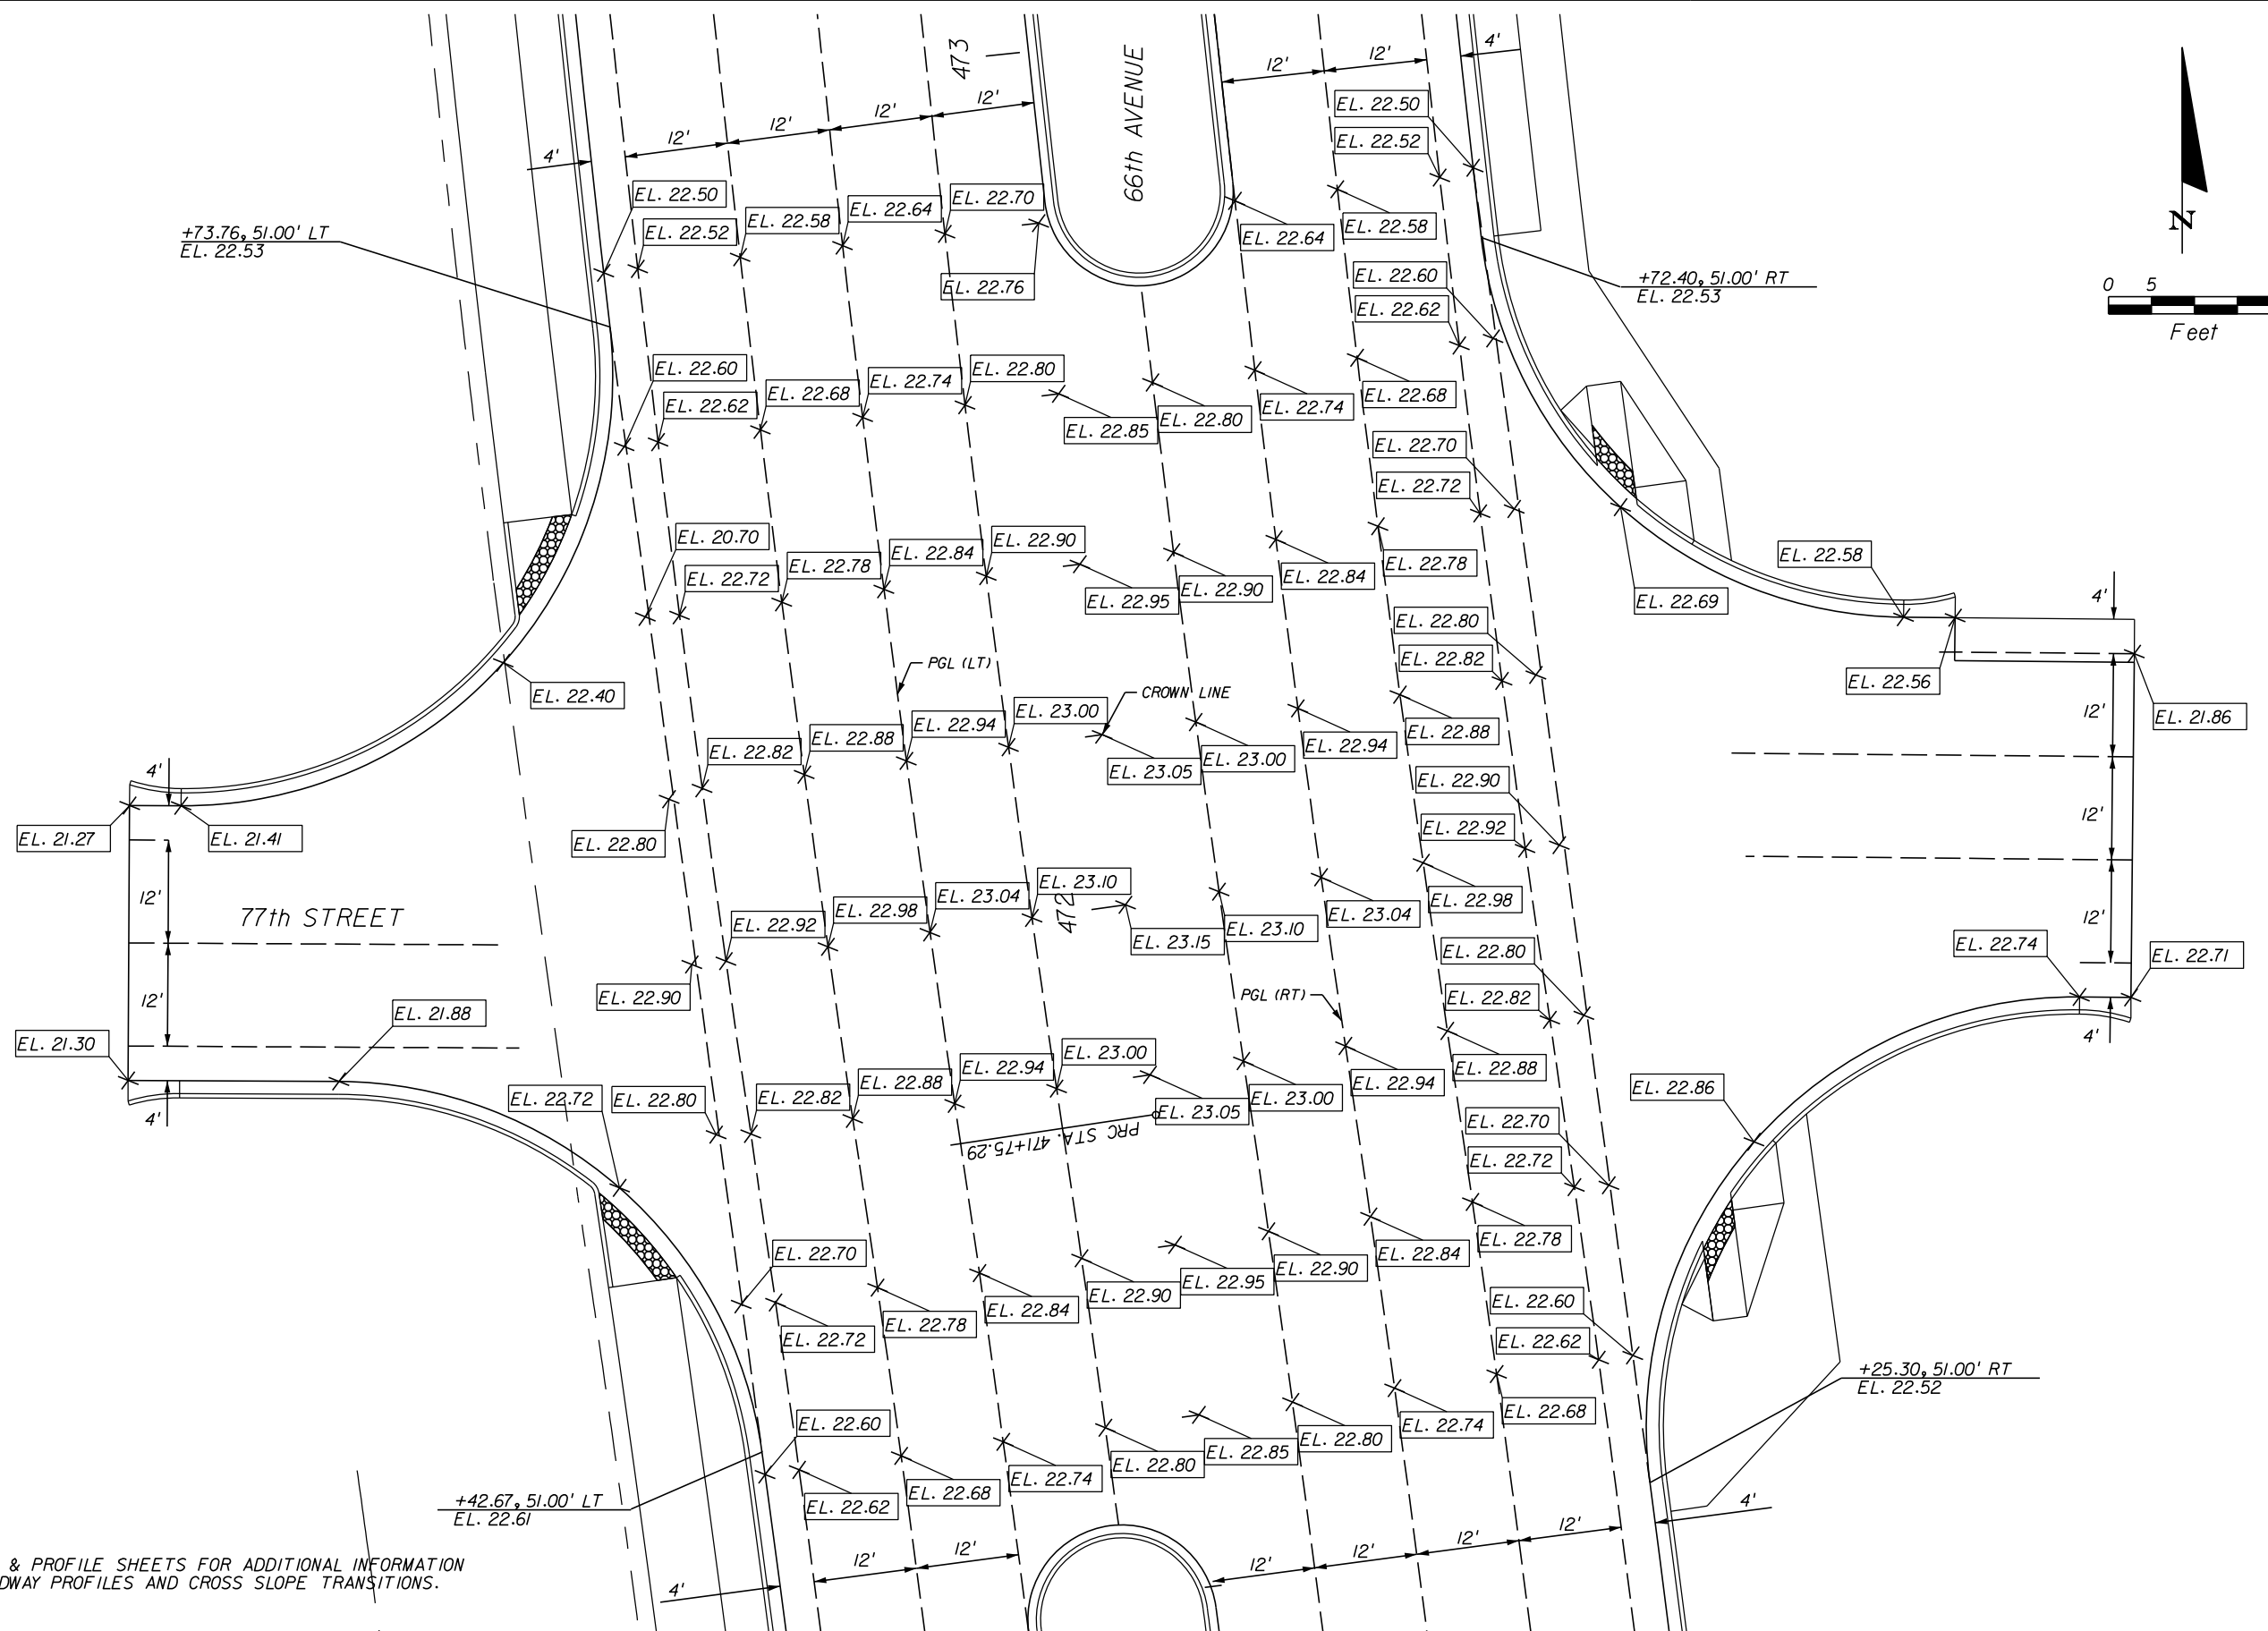 473
66th AVENUE
12'
12'
4'
12'
12'
12'
12'
4'
N
0 5
Feet
EL. 22.50
EL. 22.52
EL. 22.50
EL. 22.52
EL. 22.58
EL. 22.64
EL. 22.70
EL. 22.76
EL. 22.64
EL. 22.58
+73.76, 51.00' LT
EL. 22.53
+72.40, 51.00' RT
EL. 22.53
EL. 22.60
EL. 22.62
EL. 22.60
EL. 22.62
EL. 22.68
EL. 22.74
EL. 22.80
EL. 22.85
EL. 22.80
EL. 22.74
EL. 22.68
EL. 22.70
EL. 22.72
EL. 20.70
EL. 22.72
EL. 22.78
EL. 22.84
EL. 22.90
EL. 22.95
EL. 22.90
EL. 22.84
EL. 22.78
EL. 22.69
EL. 22.58
4'
EL. 22.56
EL. 21.86
12'
12'
12'
EL. 22.40
PGL (LT)
CROWN LINE
EL. 22.80
EL. 22.82
EL. 22.82
EL. 22.88
EL. 22.94
EL. 23.00
EL. 23.05
EL. 23.00
EL. 22.94
EL. 22.88
EL. 22.80
4'
EL. 21.27
EL. 21.41
12'
12'
77th STREET
EL. 22.90
EL. 22.92
EL. 22.92
EL. 22.98
EL. 23.04
EL. 23.10
472
EL. 23.15
EL. 23.10
EL. 23.04
EL. 22.98
EL. 22.90
EL. 22.74
EL. 22.71
4'
EL. 21.30
EL. 21.88
4'
PGL (RT)
EL. 22.80
EL. 22.82
EL. 22.72
EL. 22.80
EL. 22.82
EL. 22.88
EL. 22.94
EL. 23.00
EL. 23.05
EL. 23.00
EL. 22.94
EL. 22.88
EL. 22.86
PRC STA. 471+75.29
EL. 22.70
EL. 22.72
EL. 22.70
EL. 22.72
EL. 22.78
EL. 22.84
EL. 22.90
EL. 22.95
EL. 22.90
EL. 22.84
EL. 22.78
EL. 22.60
EL. 22.62
EL. 22.60
EL. 22.62
EL. 22.68
EL. 22.74
EL. 22.80
EL. 22.85
EL. 22.80
EL. 22.74
EL. 22.68
+25.30, 51.00' RT
EL. 22.52
+42.67, 51.00' LT
EL. 22.61
4'
12'
12'
12'
12'
12'
12'
4'
& PROFILE SHEETS FOR ADDITIONAL INFORMATION
DWAY PROFILES AND CROSS SLOPE TRANSITIONS.